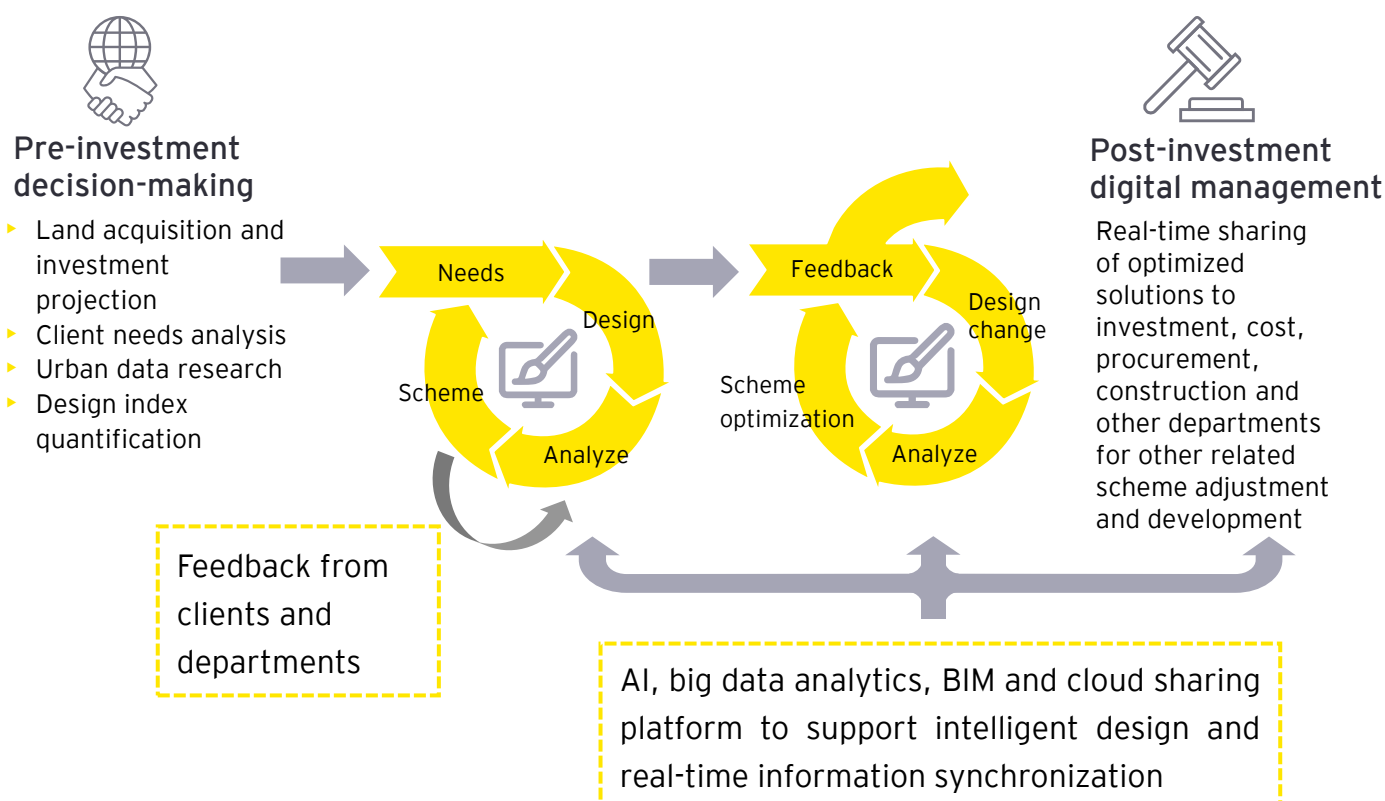 Pre-investment
decision-making
Land acquisition and
investment
projection
Client needs analysis
Urban data research
Design index
quantification
Needs
Design
Analyze
Scheme
Feedback
Design
change
Analyze
Scheme
optimization
Post-investment
digital management
Real-time sharing
of optimized
solutions to
investment, cost,
procurement,
construction and
other departments
for other related
scheme adjustment
and development
Feedback from
clients and
departments
AI, big data analytics, BIM and cloud sharing
platform to support intelligent design and
real-time information synchronization